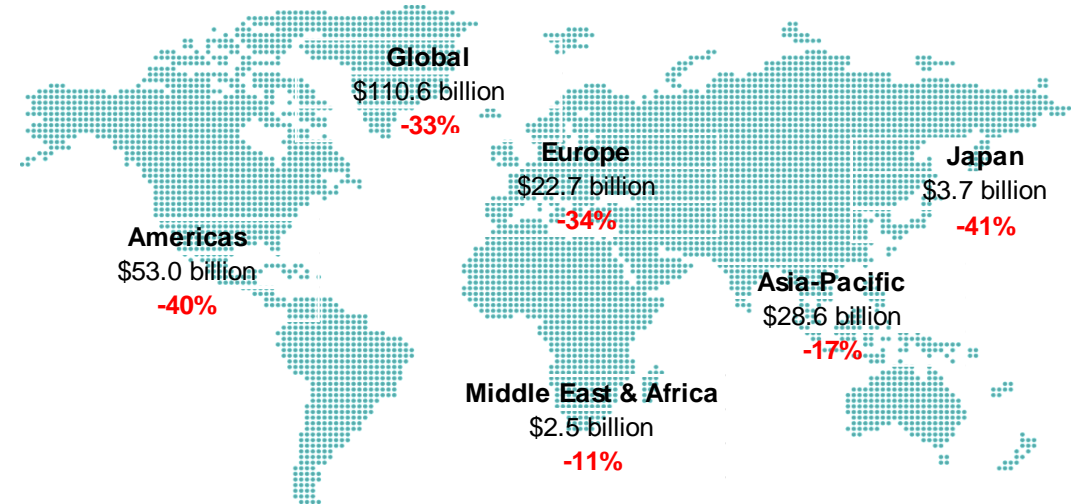 Global
$110.6 billion
-33%
Europe
$22.7 billion
-34%
Japan
$3.7 billion
-41%
Americas
$53.0 billion
-40%
Asia-Pacific
$28.6 billion
-17%
Middle East & Africa
$2.5 billion
-11%